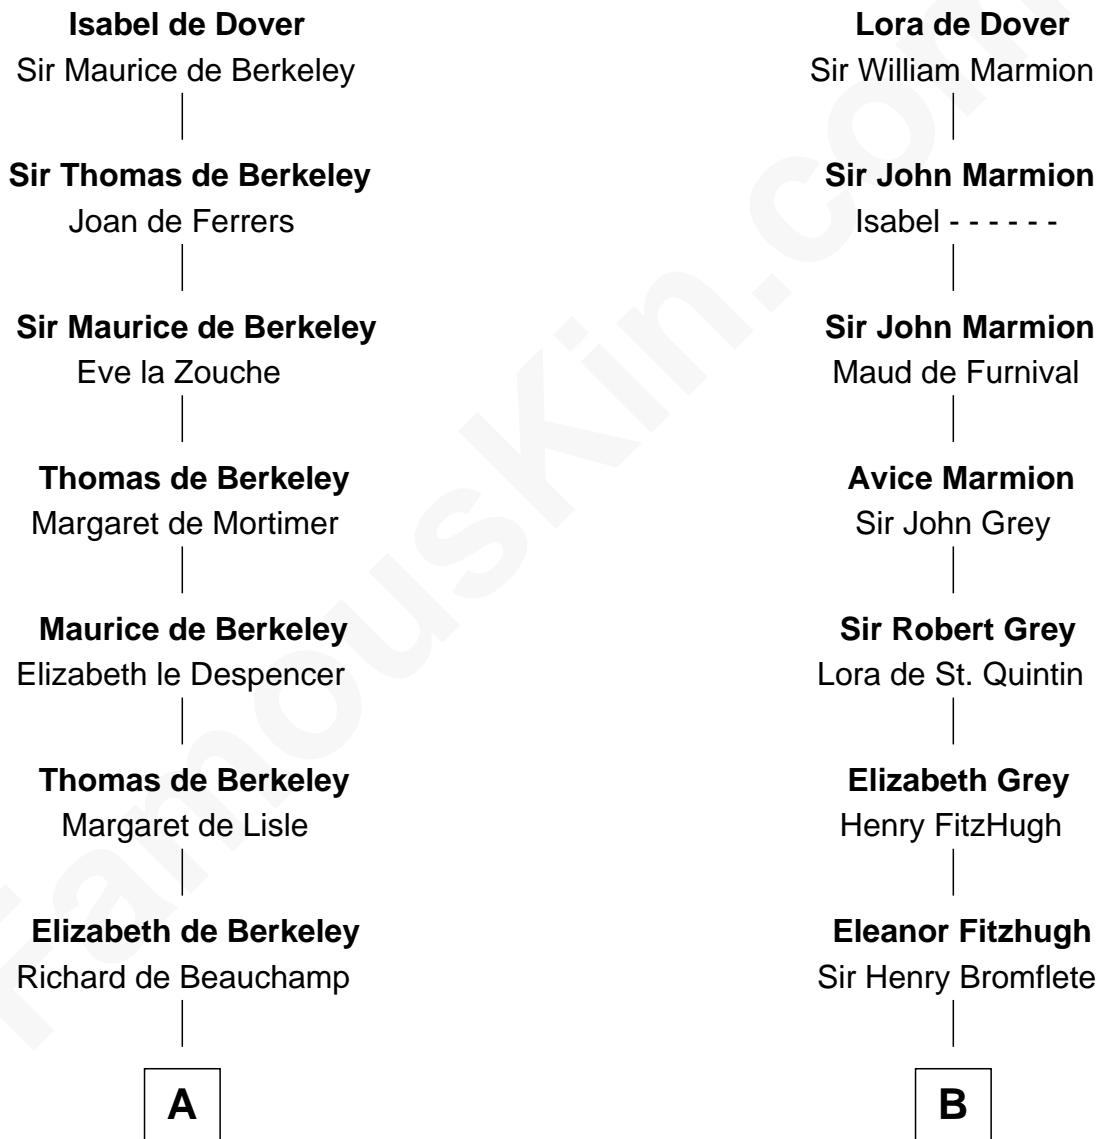 Isabel de Dover
Sir Maurice de Berkeley
Sir Thomas de Berkeley
Joan de Ferrers
Sir Maurice de Berkeley
Eve la Zouche
Thomas de Berkeley
Margaret de Mortimer
Maurice de Berkeley
Elizabeth le Despencer
Thomas de Berkeley
Margaret de Lisle
Elizabeth de Berkeley
Richard de Beauchamp
A
Lora de Dover
Sir William Marmion
Sir John Marmion
Isabel - - - - - -
Sir John Marmion
Maud de Furnival
Avice Marmion
Sir John Grey
Sir Robert Grey
Lora de St. Quintin
Elizabeth Grey
Henry FitzHugh
Eleanor Fitzhugh
Sir Henry Bromflete
B
FamousKin.com